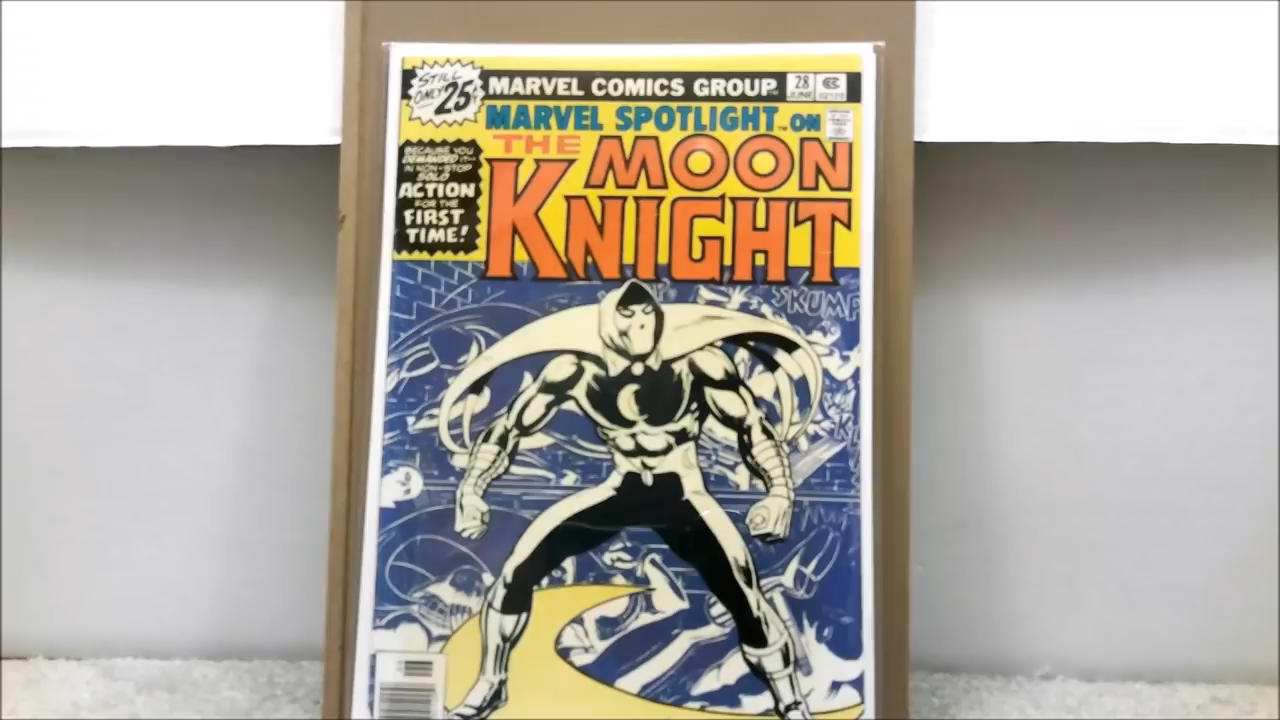 STILL
ONLY 25¢
MARVEL COMICS GROUP
28
JUNE
02120
MARVEL SPOTLIGHT ON
THE MOON
KNIGHT
BECAUSE YOU
DEMANDED IT--
IN NON-STOP
SOLO
ACTION
FOR THE
FIRST
TIME!
SKUMP